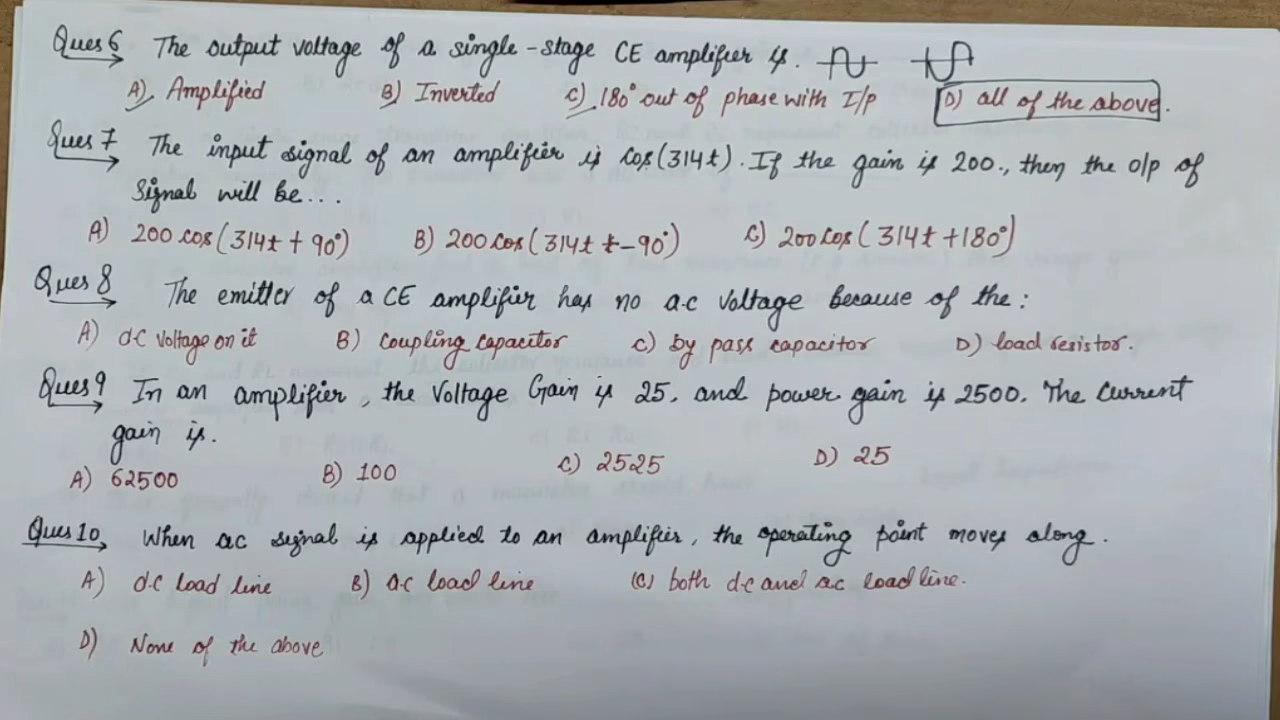 Ques 6 The output voltage of a single-stage CE amplifier is.
A) Amplified B) Inverted C) 180° out of phase with I/p D) all of the above.
Ques 7 The input signal of an amplifier is cos(314t). If the gain is 200., then the o/p of
signal will be...
A) 200 cos(314t + 90°) B) 200 cos(314t - 90°) C) 200 cos(314t + 180°)
Ques 8 The emitter of a CE amplifier has no a.c voltage because of the:
A) d.c voltage on it B) coupling capacitor C) by pass capacitor D) load resistor.
Ques 9 In an amplifier, the Voltage Gain is 25, and power gain is 2500. The current
gain is.
A) 62500 B) 100 C) 2525 D) 25
Ques 10 When ac signal is applied to an amplifier, the operating point moves along.
A) d.c load line B) a.c load line (C) both d.c and a.c load line.
D) None of the above